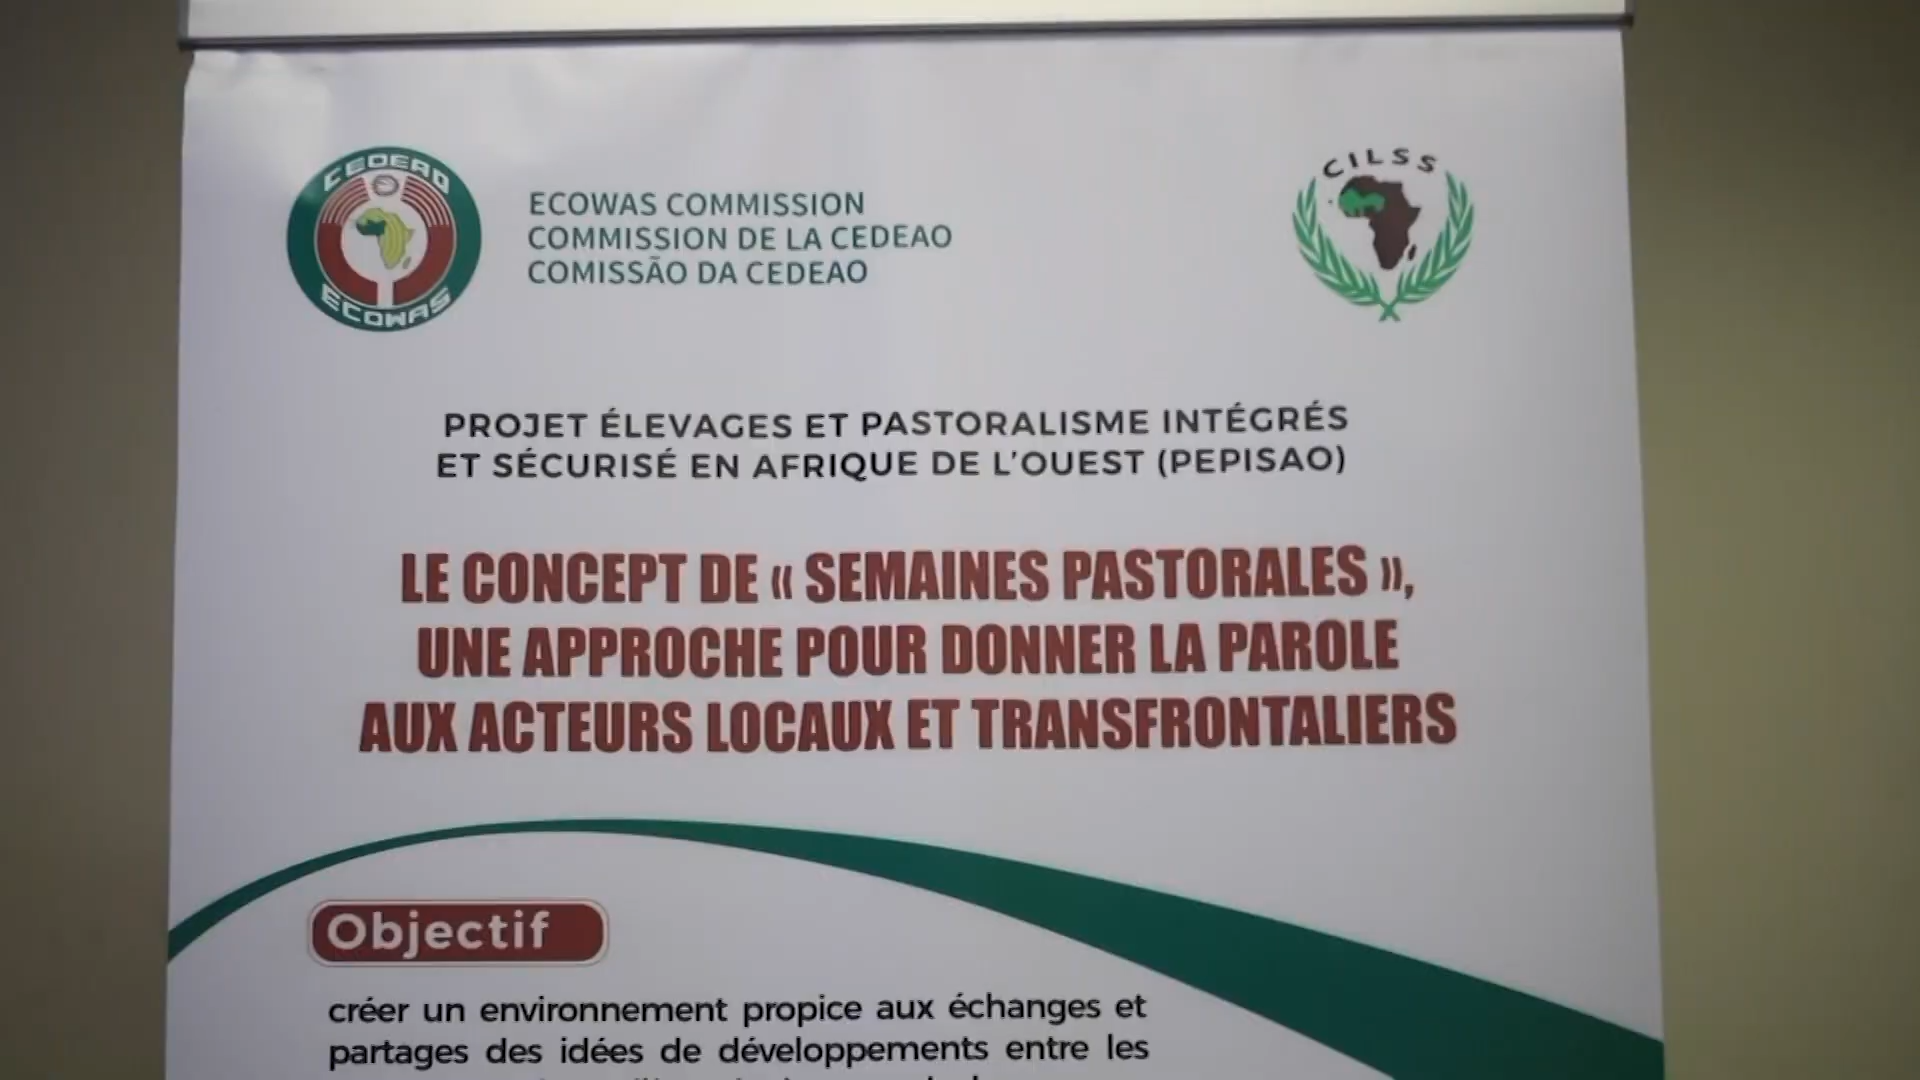 CEDEAO
ECOWAS
ECOWAS COMMISSION
COMMISSION DE LA CEDEAO
COMISSÃO DA CEDEAO
CILSS
PROJET ÉLEVAGES ET PASTORALISME INTÉGRÉS
ET SÉCURISÉ EN AFRIQUE DE L'OUEST (PEPISAO)
LE CONCEPT DE « SEMAINES PASTORALES »,
UNE APPROCHE POUR DONNER LA PAROLE
AUX ACTEURS LOCAUX ET TRANSFRONTALIERS
Objectif
créer un environnement propice aux échanges et
partages des idées de développements entre les